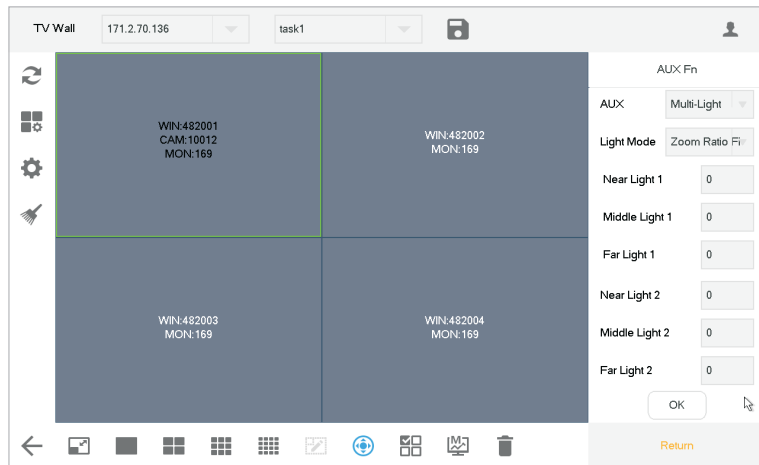 TV Wall
171.2.70.136
task1
AUX Fn
AUX
Multi-Light
Light Mode
Zoom Ratio Fi
WIN:482001
CAM:10012
MON:169
WIN:482002
MON:169
Near Light 1
0
Middle Light 1
0
Far Light 1
0
WIN:482003
MON:169
WIN:482004
MON:169
Near Light 2
0
Middle Light 2
0
Far Light 2
0
OK
M
Return